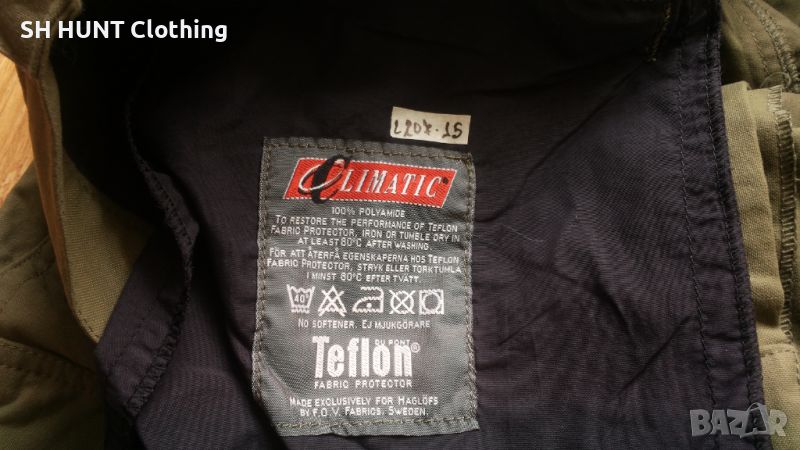 SH HUNT Clothing
L207-15
CLIMATIC®
100% POLYAMIDE
TO RESTORE THE PERFORMANCE OF TEFLON
FABRIC PROTECTOR, IRON OR TUMBLE DRY IN
AT LEAST 80°C AFTER WASHING.
FÖR ATT ÅTERFÅ EGENSKAPERNA HOS TEFLON
FABRIC PROTECTOR, STRYK ELLER TORKTUMLA
I MINST 80°C EFTER TVÄTT.
40°
NO SOFTENER. EJ MJUKGÖRARE
DU PONT
Teflon®
FABRIC PROTECTOR
MADE EXCLUSIVELY FOR HAGLÖFS
BY F.O.V. FABRICS, SWEDEN.
BAZAR